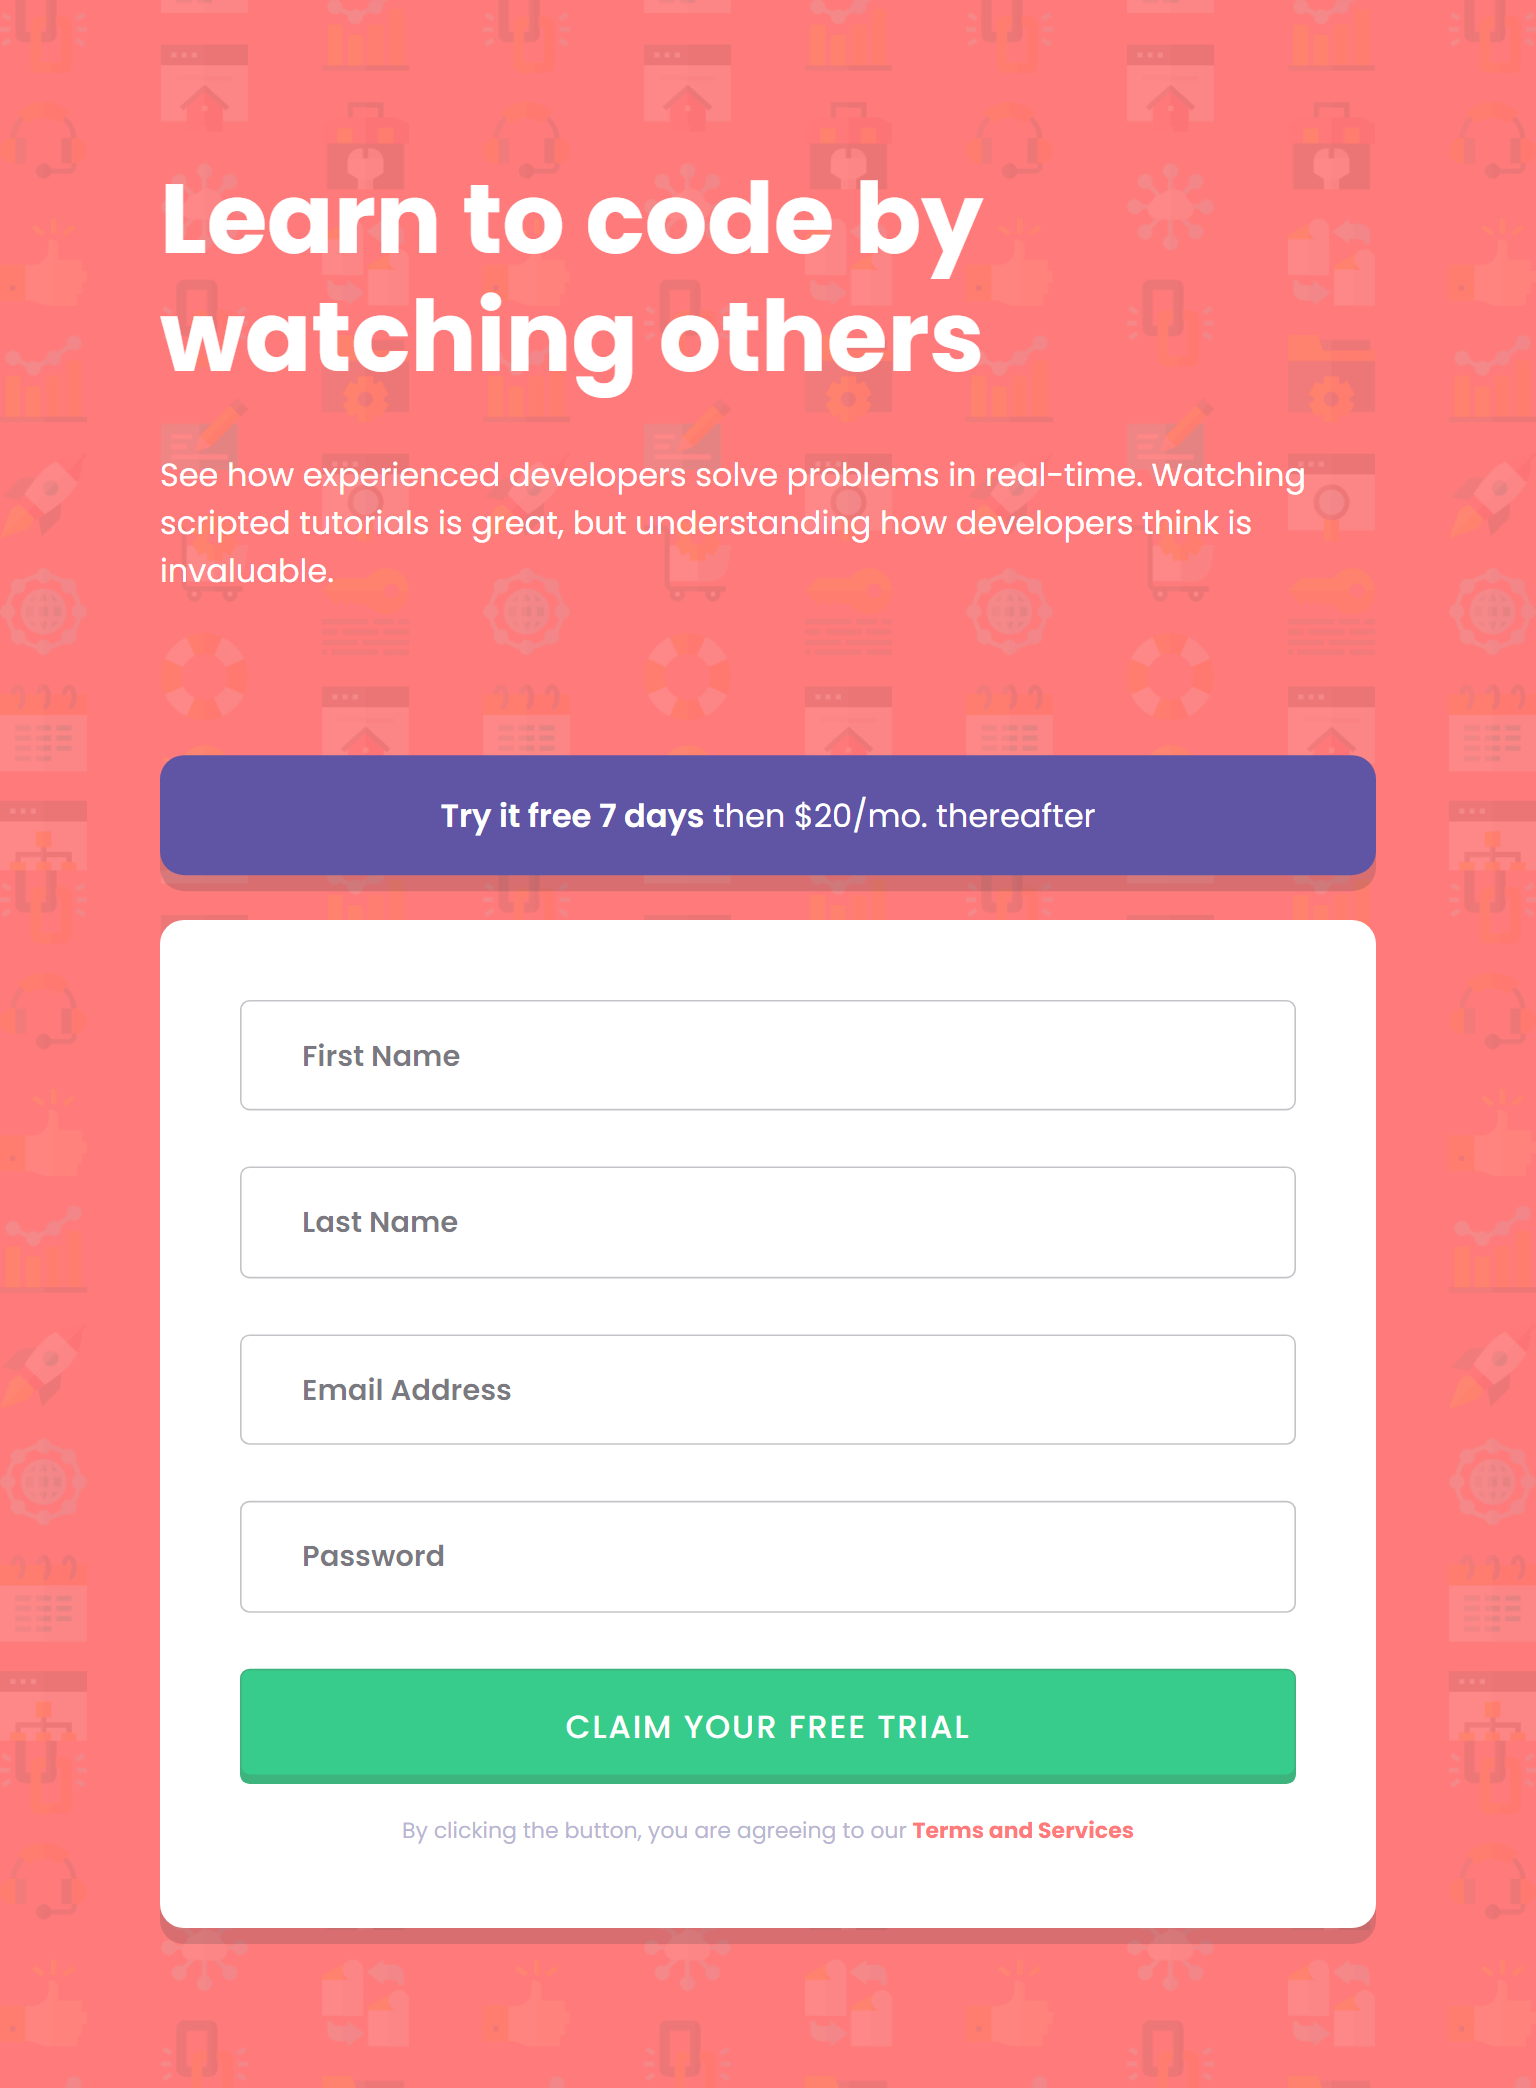 Learn to code by
watching others
See how experienced developers solve problems in real-time. Watching
scripted tutorials is great, but understanding how developers think is
invaluable.
Try it free 7 days then $20/mo. thereafter
First Name
Last Name
Email Address
Password
CLAIM YOUR FREE TRIAL
By clicking the button, you are agreeing to our Terms and Services